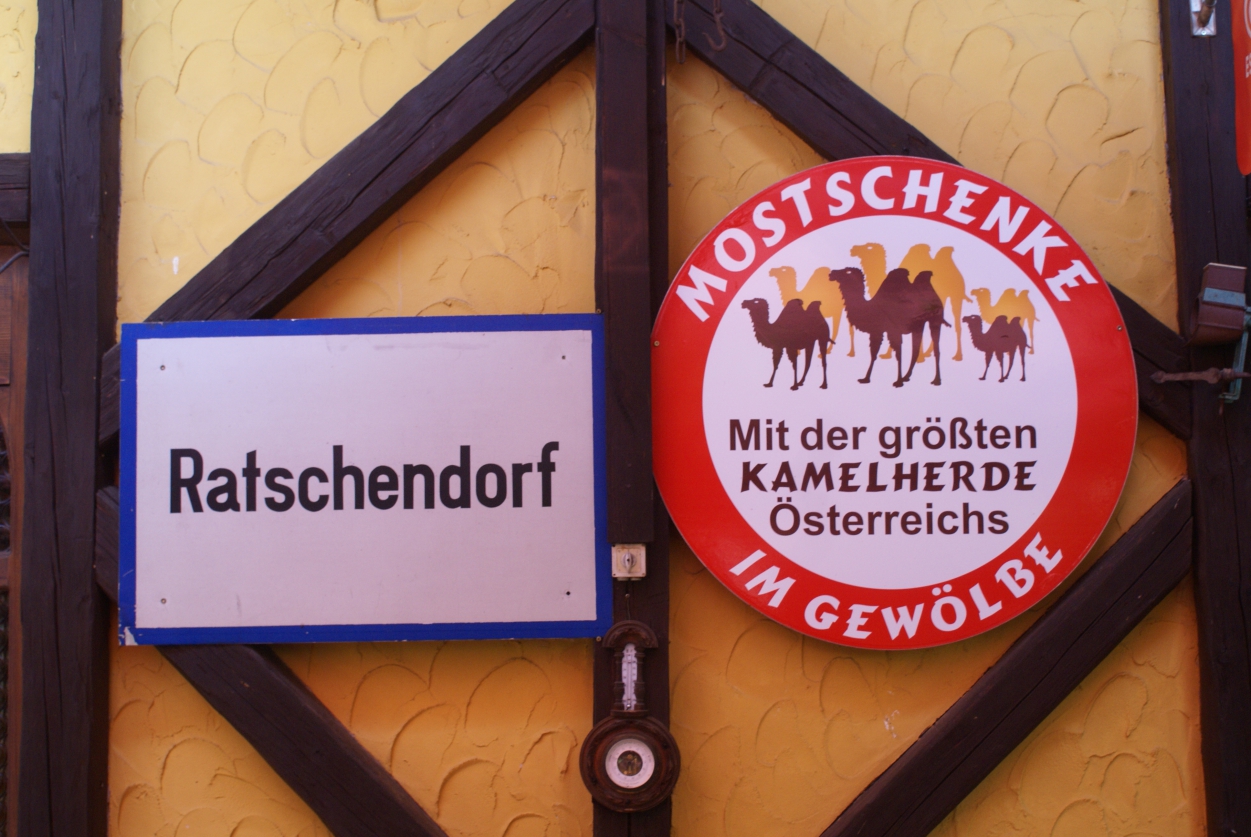 Ratschendorf
MOSTSCHENKE
Mit der größten
KAMELHERDE
Österreichs
IM GEWÖLBE